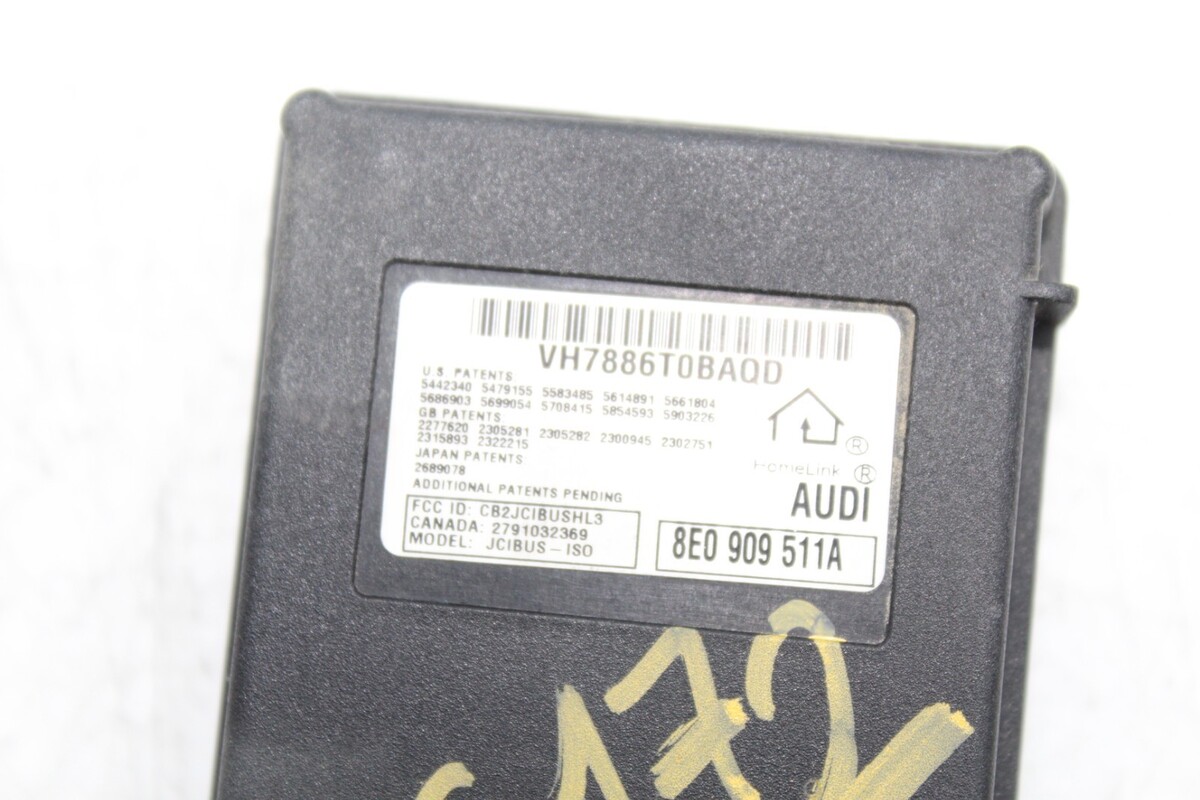 VH7886T0BAQD
U.S PATENTS
5442340 5479155 5583485 5614891 5661804
5686903 5699054 5708415 5854593 5903226
GB PATENTS
2277620 2305281 2305282 2300945 2302751
2315893 2322215
JAPAN PATENTS
2689078
ADDITIONAL PATENTS PENDING
®
HomeLink ®
AUDI
FCC ID: CB2JCIBUSHL3
CANADA: 2791032369
MODEL: JCIBUS-ISO
8E0 909 511A
172